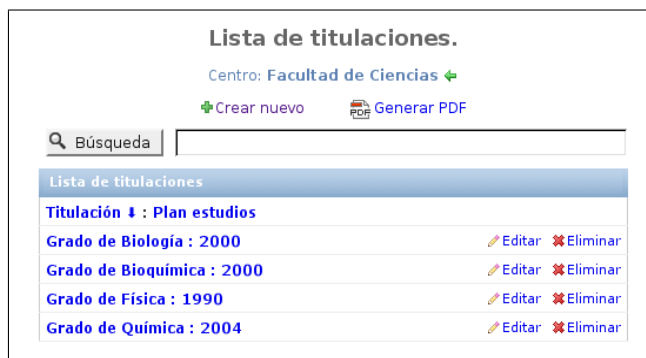 Lista de titulaciones.
Centro: Facultad de Ciencias
Crear nuevo PDF Generar PDF
Búsqueda
Lista de titulaciones
Titulación : Plan estudios
Grado de Biología : 2000 Editar Eliminar
Grado de Bioquímica : 2000 Editar Eliminar
Grado de Física : 1990 Editar Eliminar
Grado de Química : 2004 Editar Eliminar